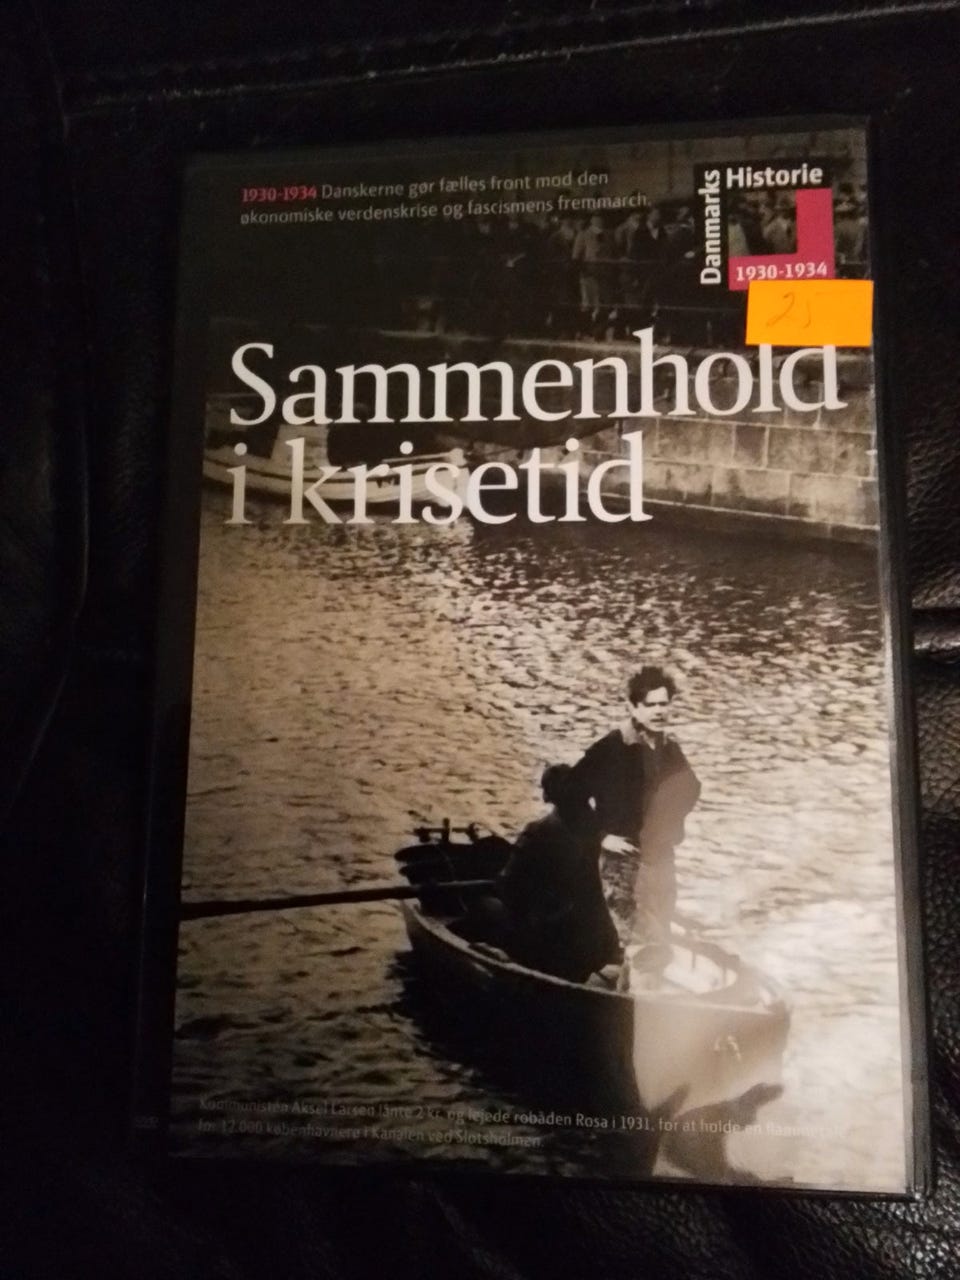 1930-1934 Danskerne gør fælles front mod den
økonomiske verdenskrise og fascismens fremmarch.
Danmarks
Historie
1930-1934
25
Sammenhold
i krisetid
Kommunisten Aksel Larsen lånte 2 kr. og lejede robåden Rosa i 1931, for at holde en flammetale
for 12.000 københavnere i Kanalen ved Slotsholmen.